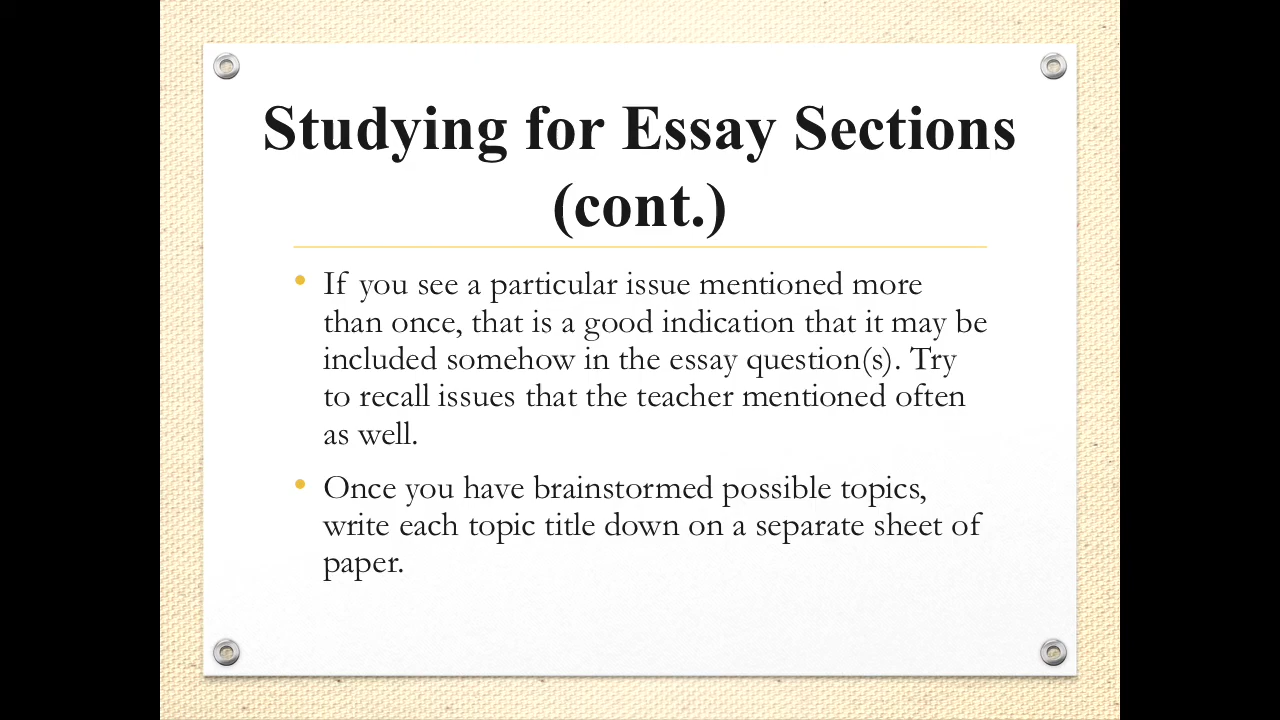 Studying for Essay Sections
(cont.)
• If you see a particular issue mentioned more
than once, that is a good indication that it may be
included somehow in the essay question(s). Try
to recall issues that the teacher mentioned often
as well.
• Once you have brainstormed possible topics,
write each topic title down on a separate sheet of
paper.